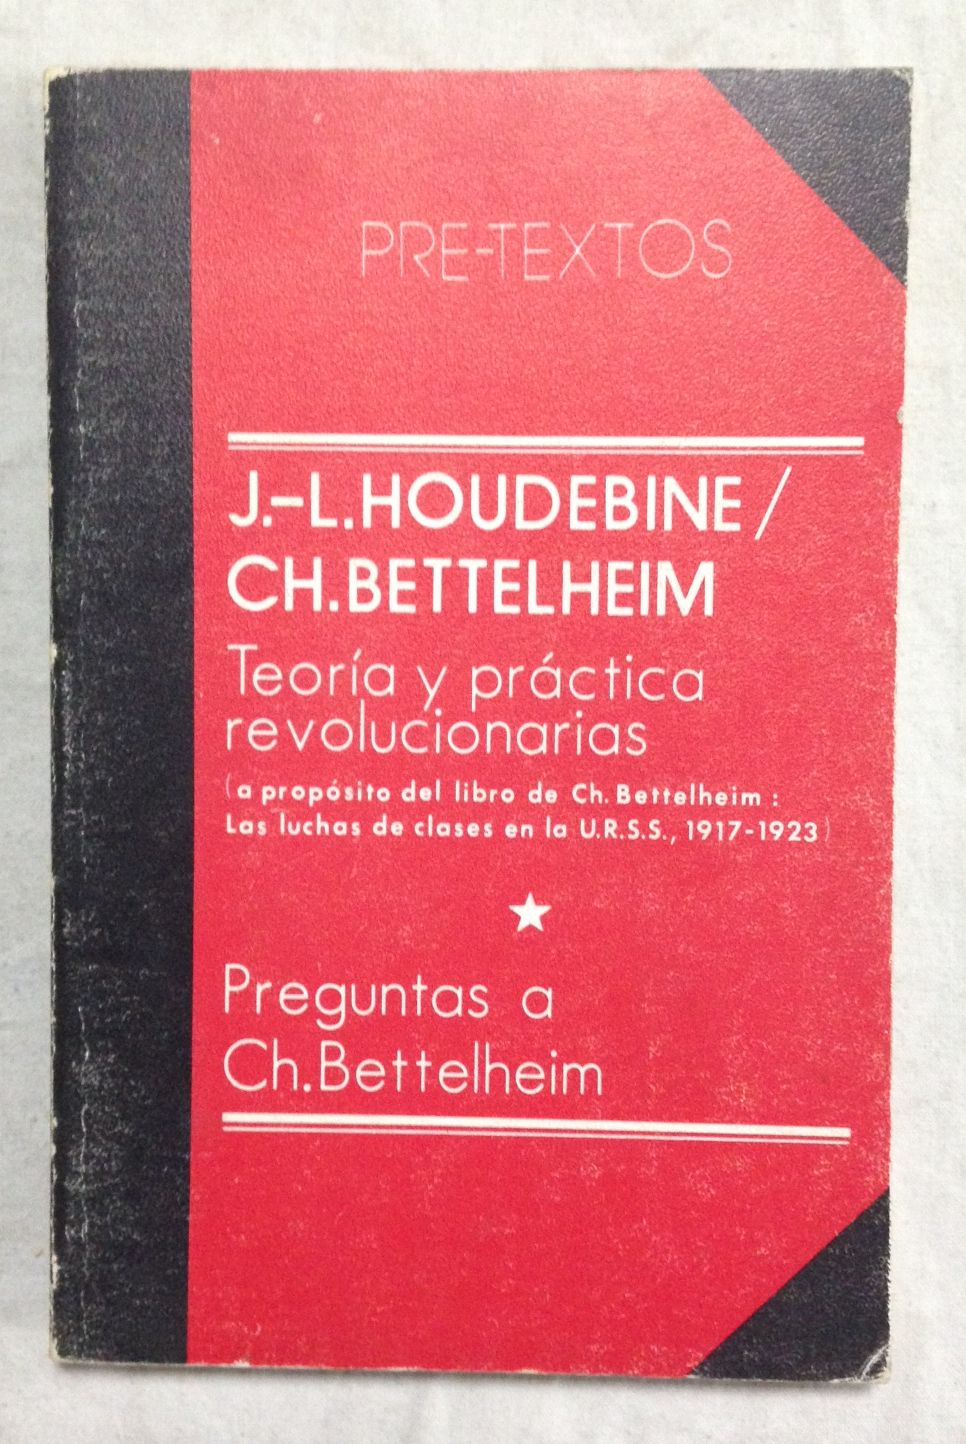 PRE-TEXTOS
J.-L.HOUDEBINE/
CH.BETTELHEIM
Teoría y práctica
revolucionarias
(a propósito del libro de Ch. Bettelheim :
Las luchas de clases en la U.R.S.S., 1917-1923)
Preguntas a
Ch.Bettelheim